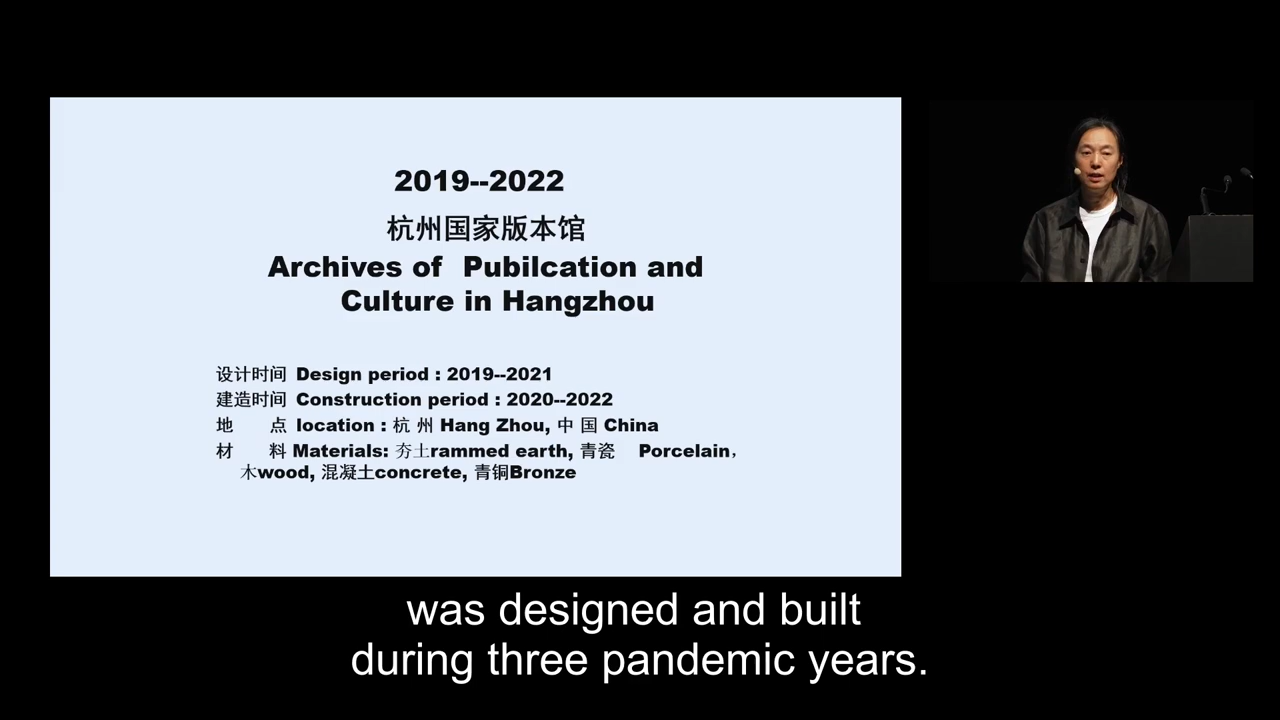 2019--2022
杭州国家版本馆
Archives of Pubilcation and
Culture in Hangzhou
设计时间 Design period : 2019--2021
建造时间 Construction period : 2020--2022
地 点 location : 杭 州 Hang Zhou, 中 国 China
材 料 Materials: 夯土rammed earth, 青瓷 Porcelain，
木wood, 混凝土concrete, 青铜Bronze
was designed and built
during three pandemic years.